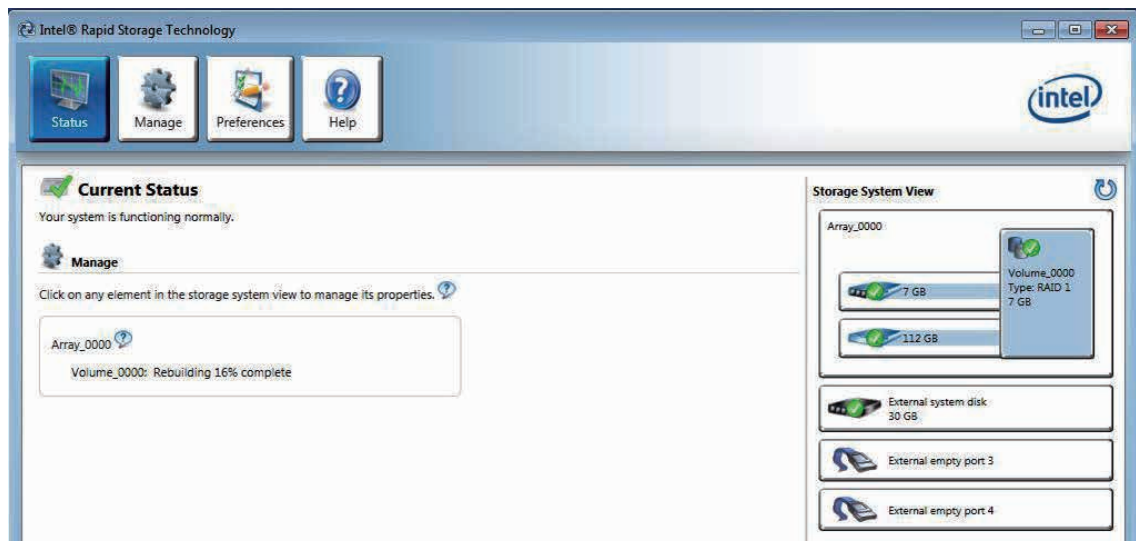 Intel® Rapid Storage Technology
Status
Manage
Preferences
Help
intel
Current Status
Your system is functioning normally.
Manage
Click on any element in the storage system view to manage its properties.
Array_0000
Volume_0000: Rebuilding 16% complete
Storage System View
Array_0000
Volume_0000
Type: RAID 1
7 GB
7 GB
112 GB
External system disk
30 GB
External empty port 3
External empty port 4